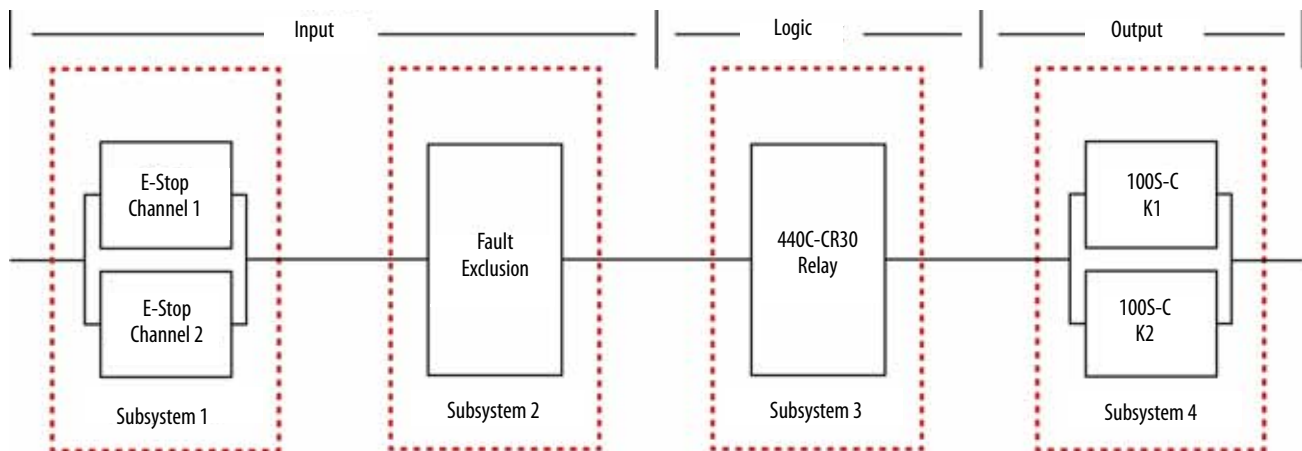 Input
Logic
Output
E-Stop
Channel 1
E-Stop
Channel 2
Subsystem 1
Fault
Exclusion
Subsystem 2
440C-CR30
Relay
Subsystem 3
100S-C
K1
100S-C
K2
Subsystem 4